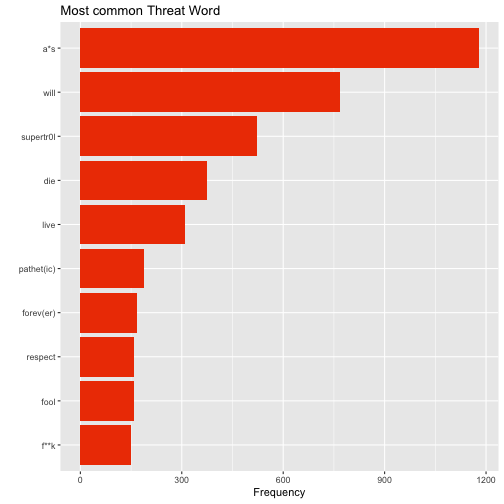 Most common Threat Word
a*s
will
supertr0l
die
live
pathet(ic)
forev(er)
respect
fool
f**k
0 300 600 900 1200
Frequency